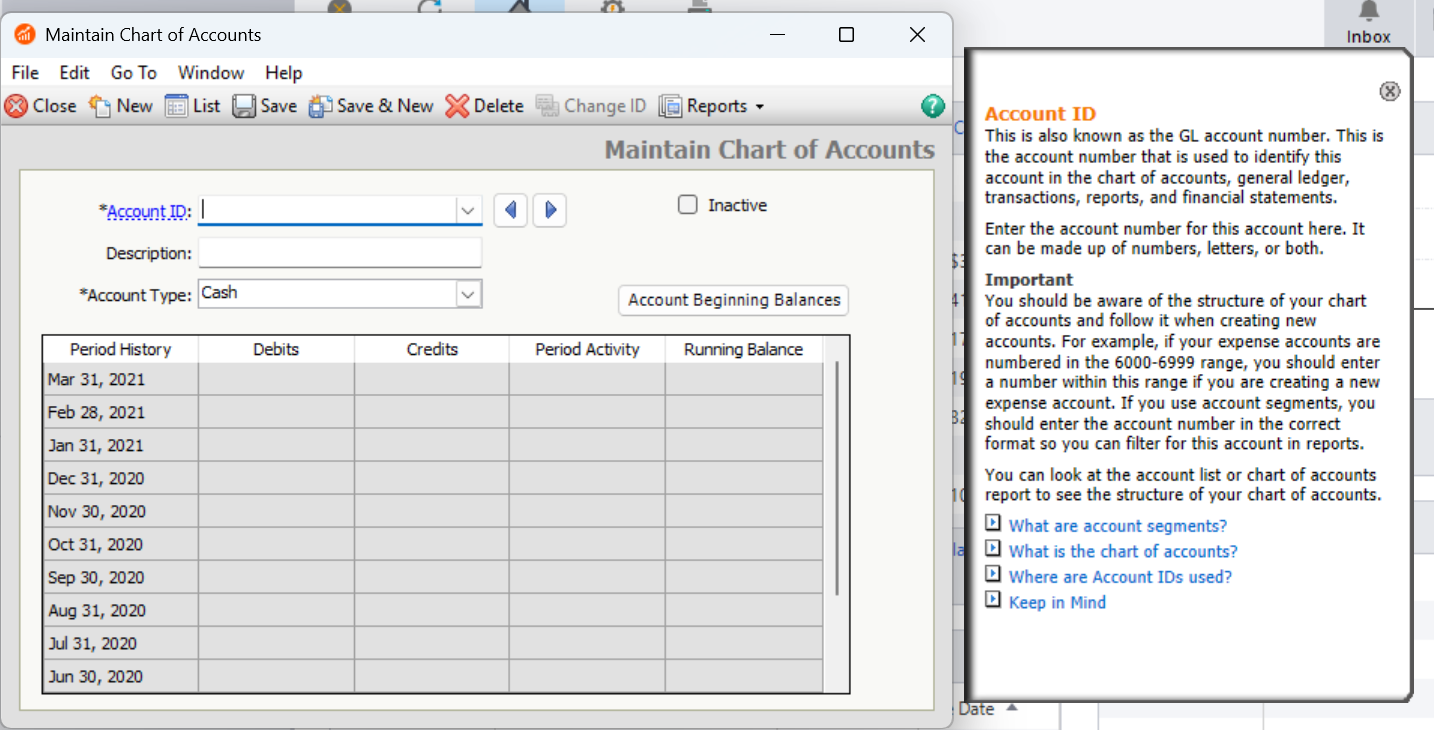 Maintain Chart of Accounts
Inbox
File Edit Go To Window Help
Close New List Save Save & New Delete Change ID Reports
Maintain Chart of Accounts
*Account ID:
Inactive
Description:
*Account Type: Cash
Account Beginning Balances
Period History Debits Credits Period Activity Running Balance
Mar 31, 2021
Feb 28, 2021
Jan 31, 2021
Dec 31, 2020
Nov 30, 2020
Oct 31, 2020
Sep 30, 2020
Aug 31, 2020
Jul 31, 2020
Jun 30, 2020
Account ID
This is also known as the GL account number. This is
the account number that is used to identify this
account in the chart of accounts, general ledger,
transactions, reports, and financial statements.
Enter the account number for this account here. It
can be made up of numbers, letters, or both.
Important
You should be aware of the structure of your chart
of accounts and follow it when creating new
accounts. For example, if your expense accounts are
numbered in the 6000-6999 range, you should enter
a number within this range if you are creating a new
expense account. If you use account segments, you
should enter the account number in the correct
format so you can filter for this account in reports.
You can look at the account list or chart of accounts
report to see the structure of your chart of accounts.
What are account segments?
What is the chart of accounts?
Where are Account IDs used?
Keep in Mind
Date